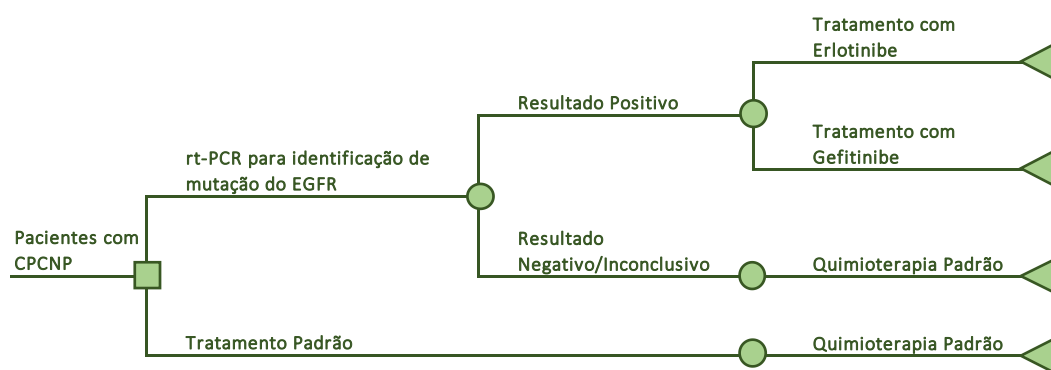 Tratamento com
Erlotinibe
Resultado Positivo
Tratamento com
Gefitinibe
rt-PCR para identificação de
mutação do EGFR
Pacientes com
CPCNP
Resultado
Negativo/Inconclusivo
Quimioterapia Padrão
Tratamento Padrão
Quimioterapia Padrão